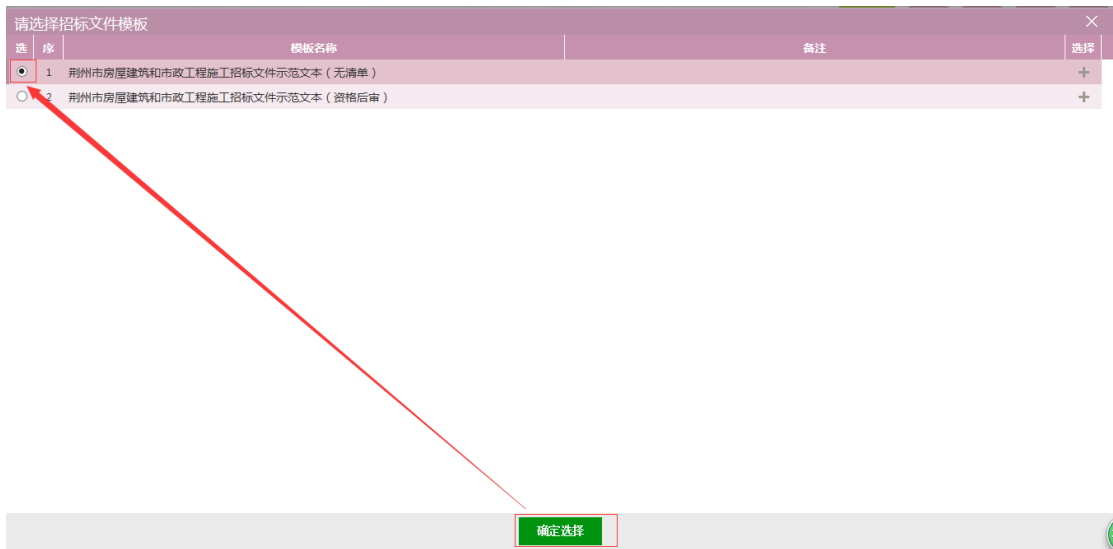 请选择招标文件模板
选 序 模板名称 备注 选择
1 荆州市房屋建筑和市政工程施工招标文件示范文本（无清单）
2 荆州市房屋建筑和市政工程施工招标文件示范文本（资格后审）
确定选择